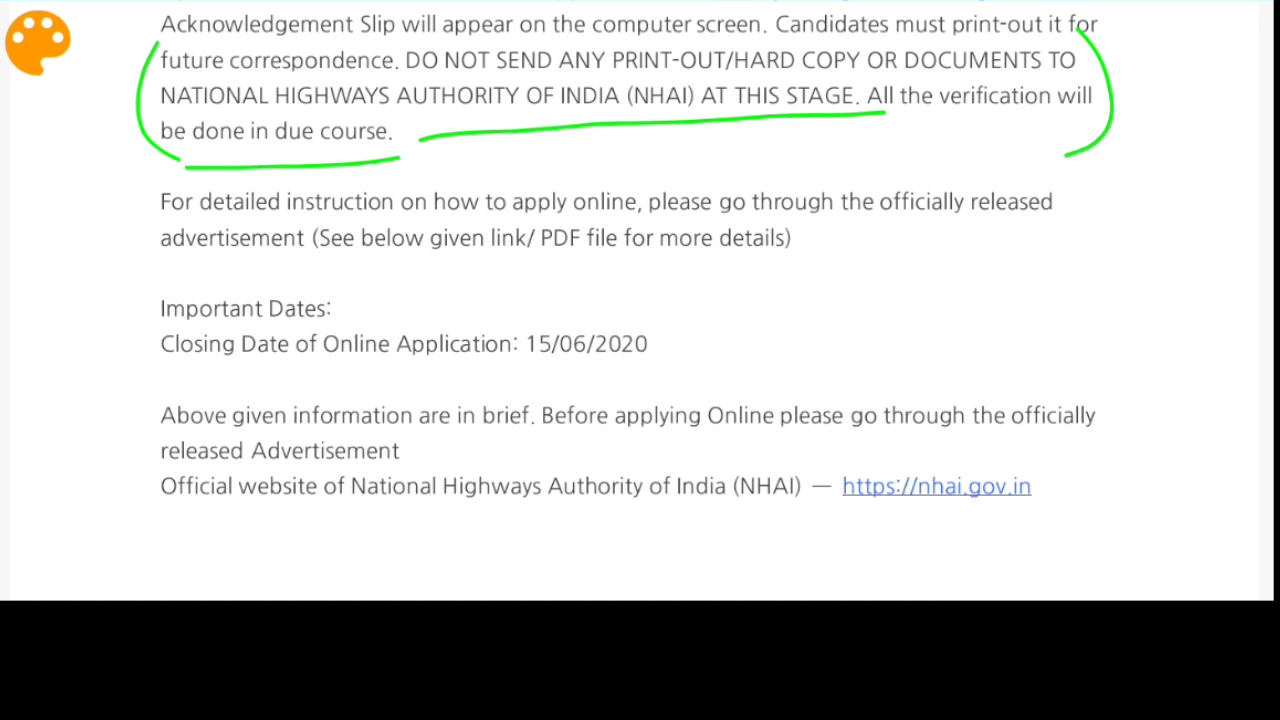 Acknowledgement Slip will appear on the computer screen. Candidates must print-out it for
future correspondence. DO NOT SEND ANY PRINT-OUT/HARD COPY OR DOCUMENTS TO
NATIONAL HIGHWAYS AUTHORITY OF INDIA (NHAI) AT THIS STAGE. All the verification will
be done in due course.
For detailed instruction on how to apply online, please go through the officially released
advertisement (See below given link/ PDF file for more details)
Important Dates:
Closing Date of Online Application: 15/06/2020
Above given information are in brief. Before applying Online please go through the officially
released Advertisement
Official website of National Highways Authority of India (NHAI) — https://nhai.gov.in